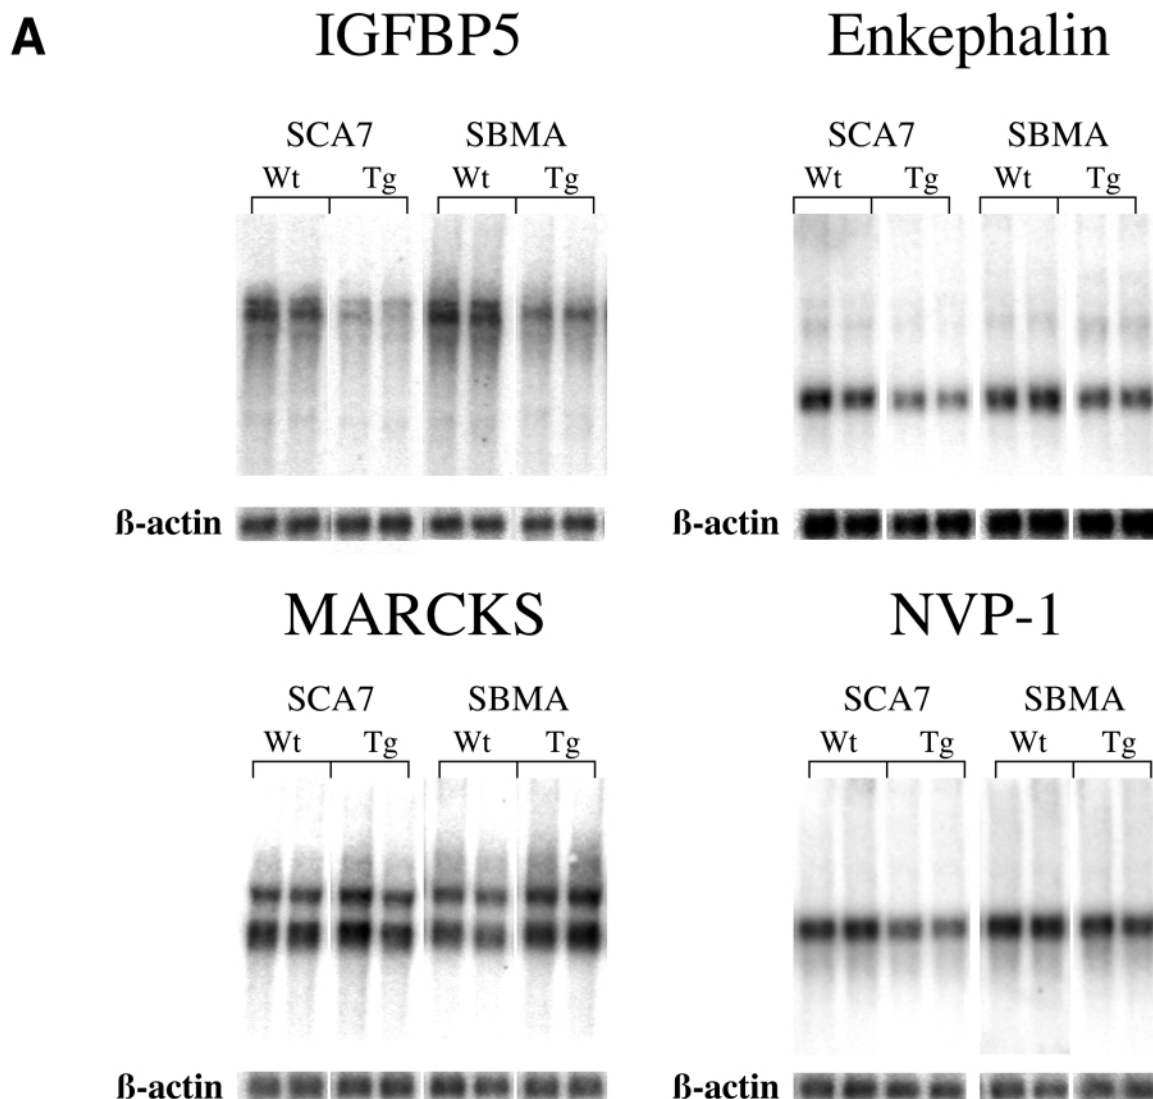 A
IGFBP5
Enkephalin
SCA7 SBMA
Wt Tg Wt Tg
SCA7 SBMA
Wt Tg Wt Tg
ß-actin
ß-actin
MARCKS
NVP-1
SCA7 SBMA
Wt Tg Wt Tg
SCA7 SBMA
Wt Tg Wt Tg
ß-actin
ß-actin